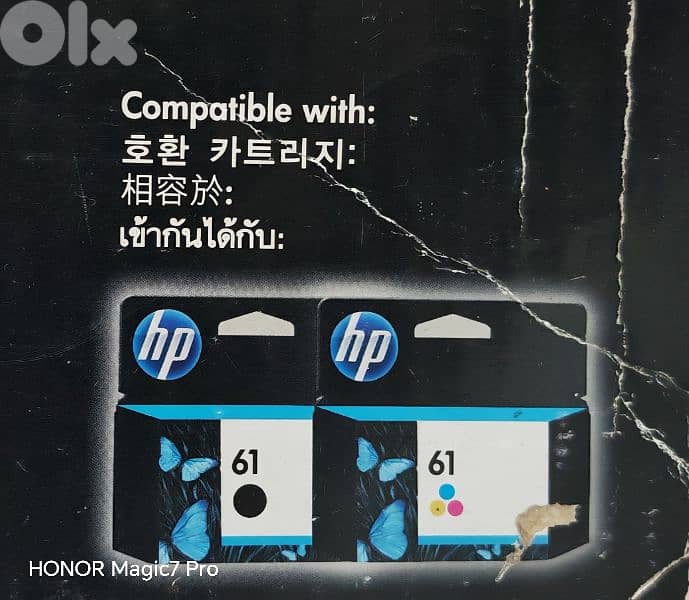 Olx
Compatible with:
호환 카트리지:
相容於:
เข้ากันได้กับ:
hp hp
61 61
HONOR Magic7 Pro